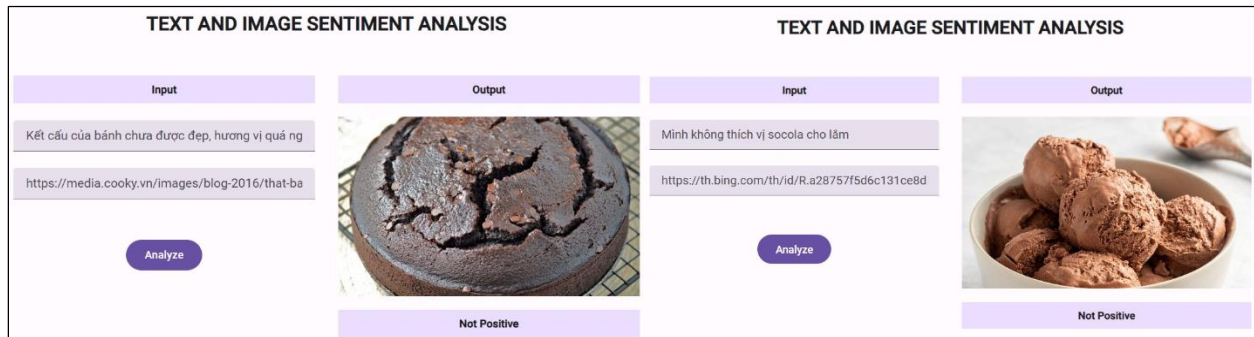 TEXT AND IMAGE SENTIMENT ANALYSIS
Input
Output
Kết cấu của bánh chưa được đẹp, hương vị quá ng
https://media.cooky.vn/images/blog-2016/that-ba
Analyze
Not Positive
TEXT AND IMAGE SENTIMENT ANALYSIS
Input
Output
Mình không thích vị socola cho lắm
https://th.bing.com/th/id/R.a28757f5d6c131ce8d
Analyze
Not Positive